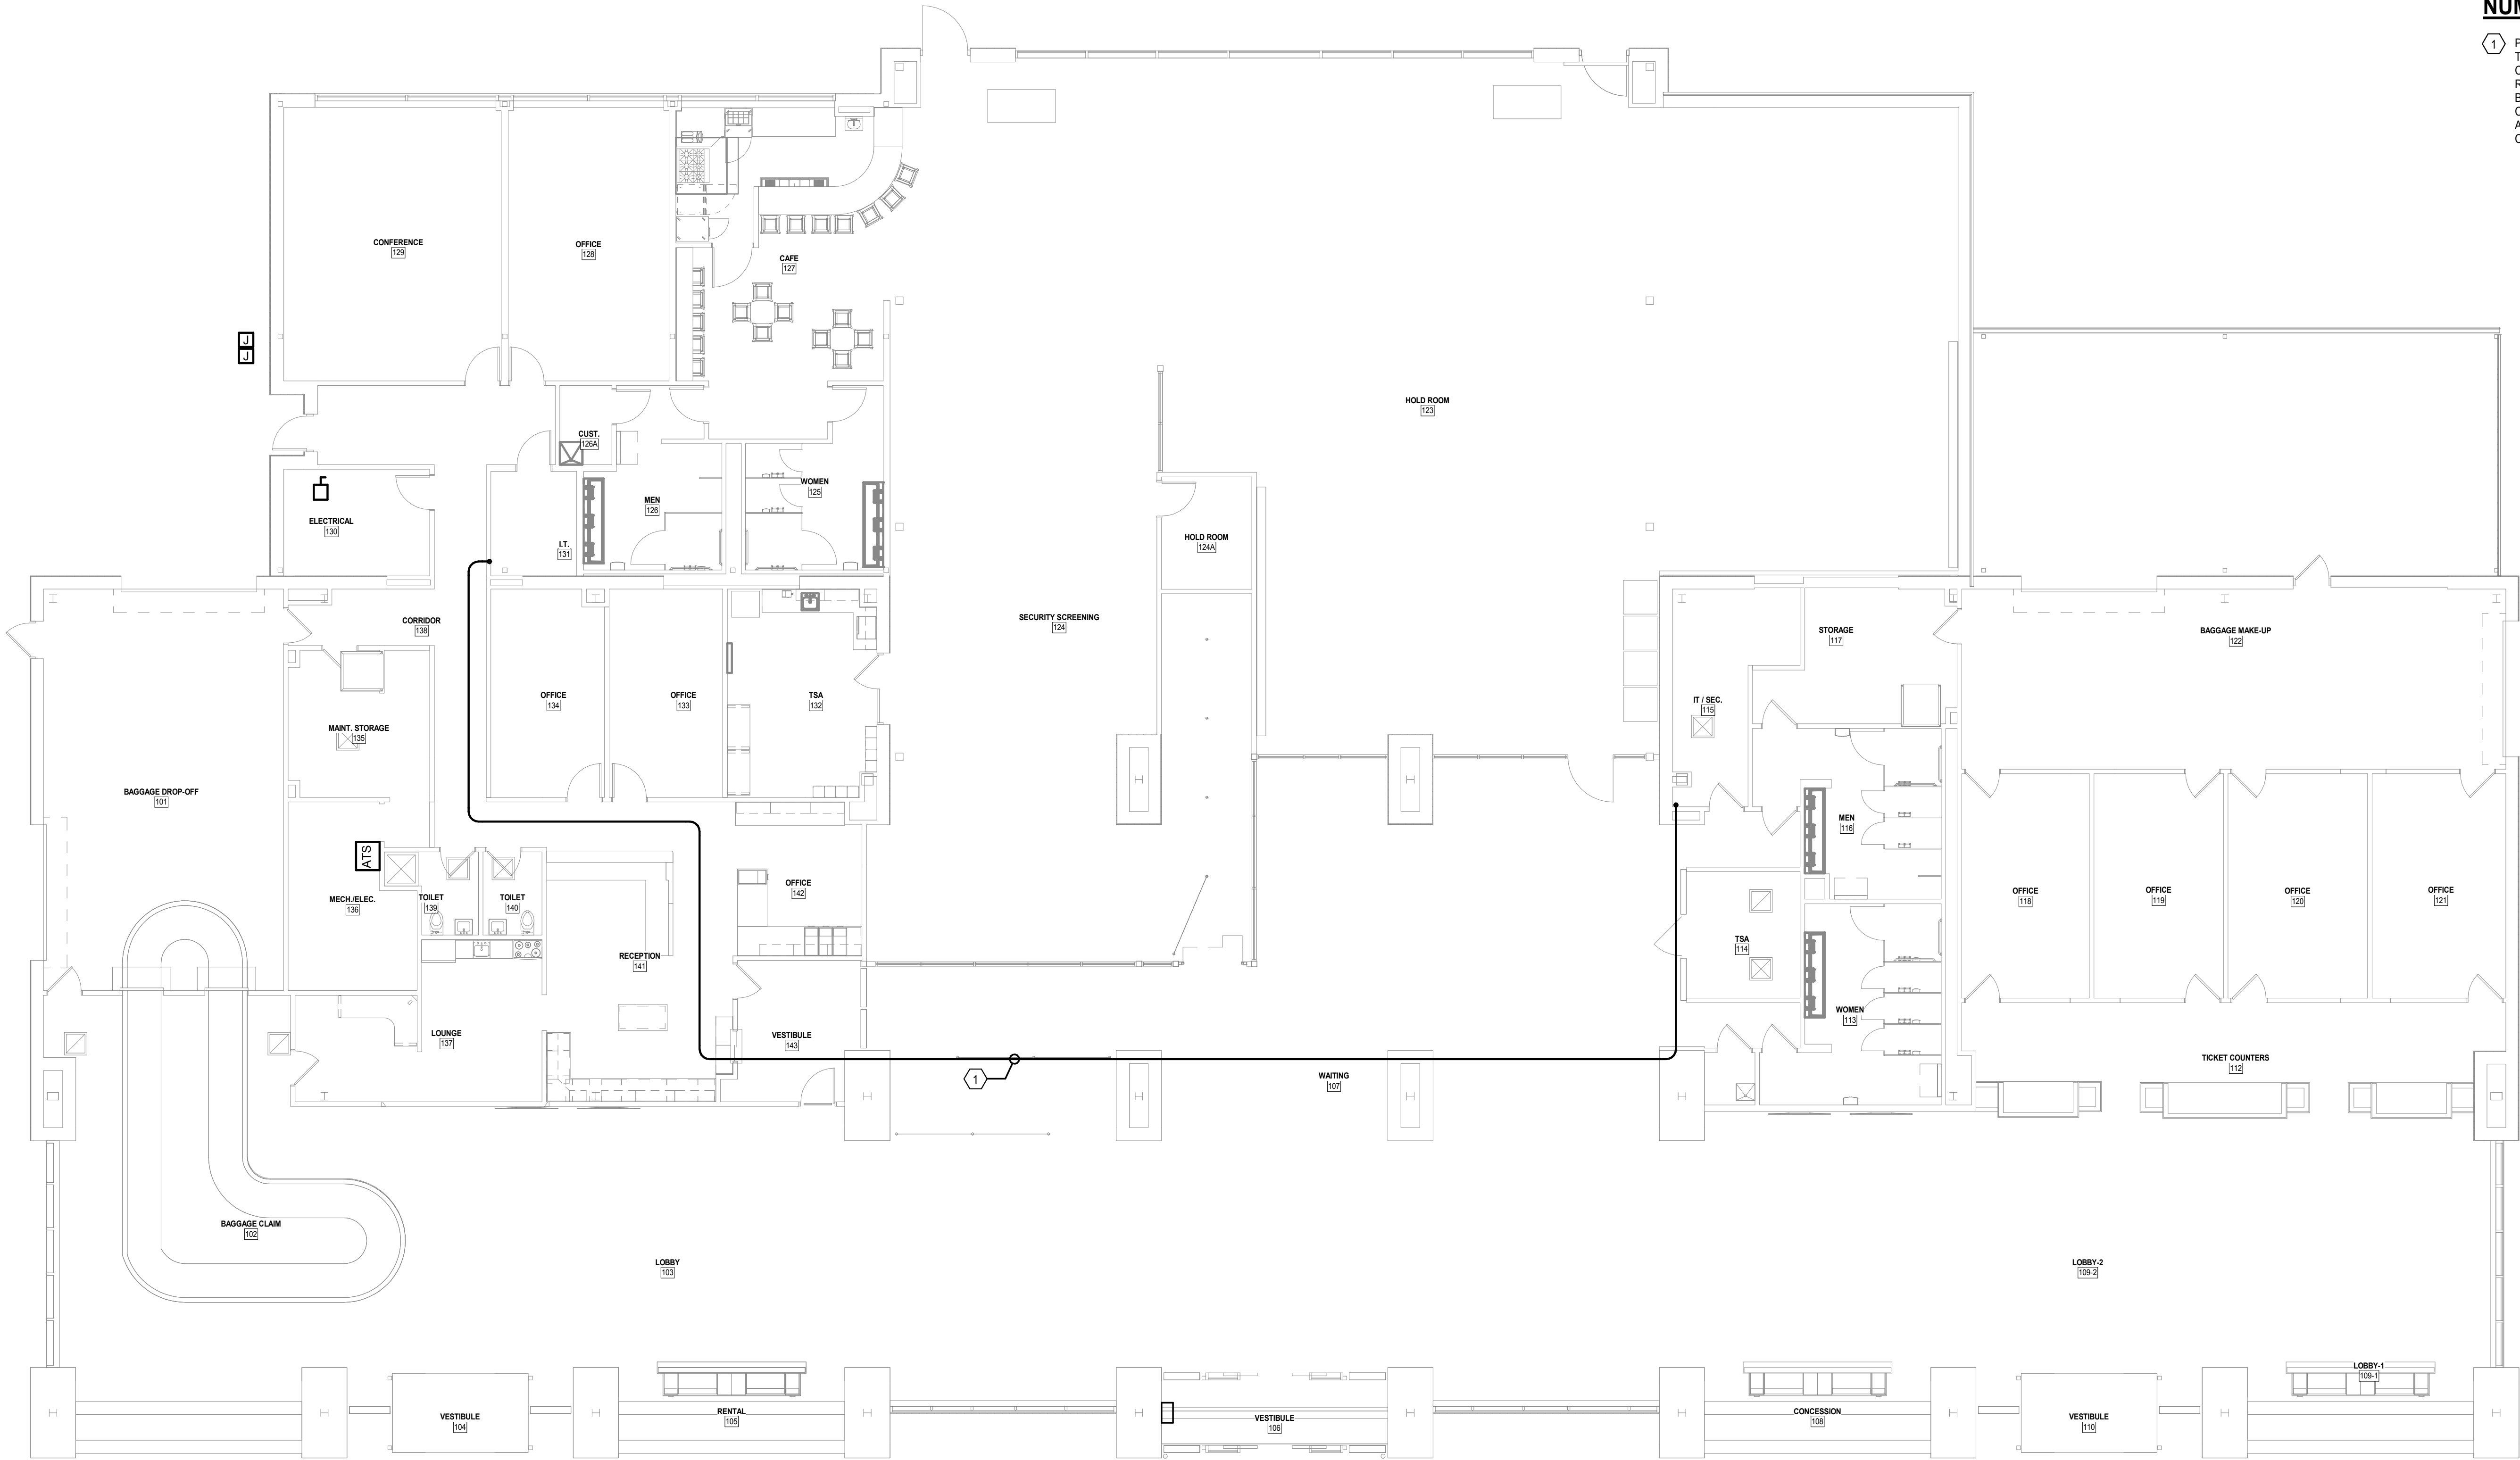 NUM
1
F
T
C
R
B
C
A
C
CONFERENCE
129
OFFICE
128
CAFE
127
J
J
HOLD ROOM
123
CUST.
126A
WOMEN
125
MEN
126
ELECTRICAL
130
I.T.
131
HOLD ROOM
124A
CORRIDOR
138
SECURITY SCREENING
124
STORAGE
117
BAGGAGE MAKE-UP
122
OFFICE
134
OFFICE
133
TSA
132
IT / SEC.
115
MAINT. STORAGE
135
BAGGAGE DROP-OFF
101
MEN
116
ATS
MECH./ELEC.
136
TOILET
139
TOILET
140
OFFICE
142
OFFICE
118
OFFICE
119
OFFICE
120
OFFICE
121
TSA
114
RECEPTION
141
WOMEN
113
LOUNGE
137
VESTIBULE
143
TICKET COUNTERS
112
1
WAITING
107
BAGGAGE CLAIM
102
LOBBY
103
LOBBY-2
109-2
LOBBY-1
109-1
VESTIBULE
104
RENTAL
105
VESTIBULE
106
CONCESSION
108
VESTIBULE
110